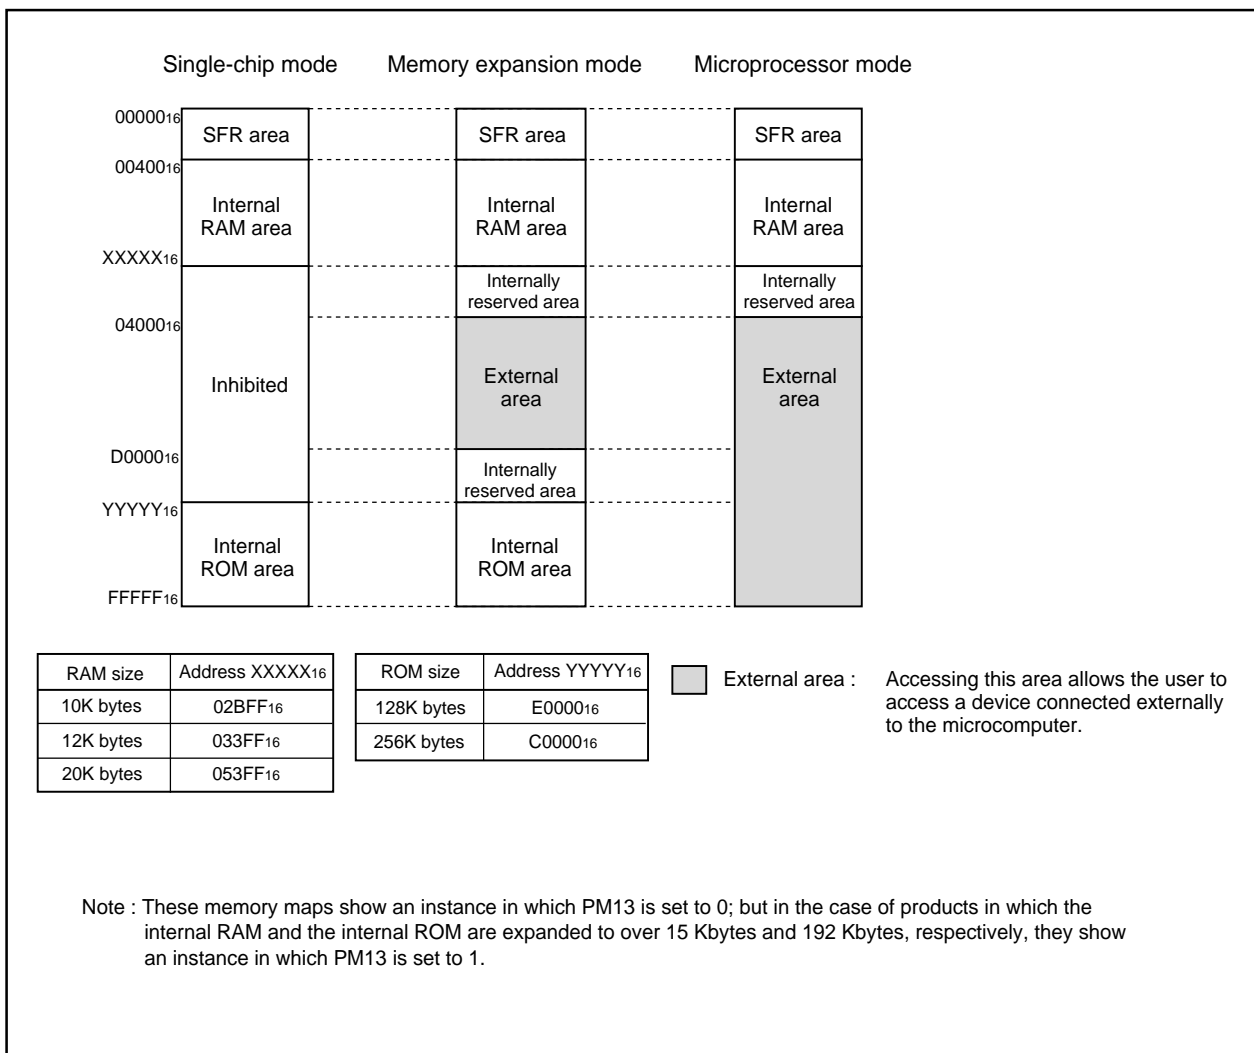 Single-chip mode
Memory expansion mode
Microprocessor mode
0000016
SFR area
SFR area
SFR area
0040016
Internal
RAM area
Internal
RAM area
Internal
RAM area
XXXXX16
Internally
reserved area
Internally
reserved area
0400016
Inhibited
External
area
External
area
D000016
Internally
reserved area
YYYYY16
Internal
ROM area
Internal
ROM area
FFFFF16
RAM size Address XXXXX16
10K bytes 02BFF16
12K bytes 033FF16
20K bytes 053FF16
ROM size Address YYYYY16
128K bytes E000016
256K bytes C000016
External area : Accessing this area allows the user to
access a device connected externally
to the microcomputer.
Note : These memory maps show an instance in which PM13 is set to 0; but in the case of products in which the
internal RAM and the internal ROM are expanded to over 15 Kbytes and 192 Kbytes, respectively, they show
an instance in which PM13 is set to 1.